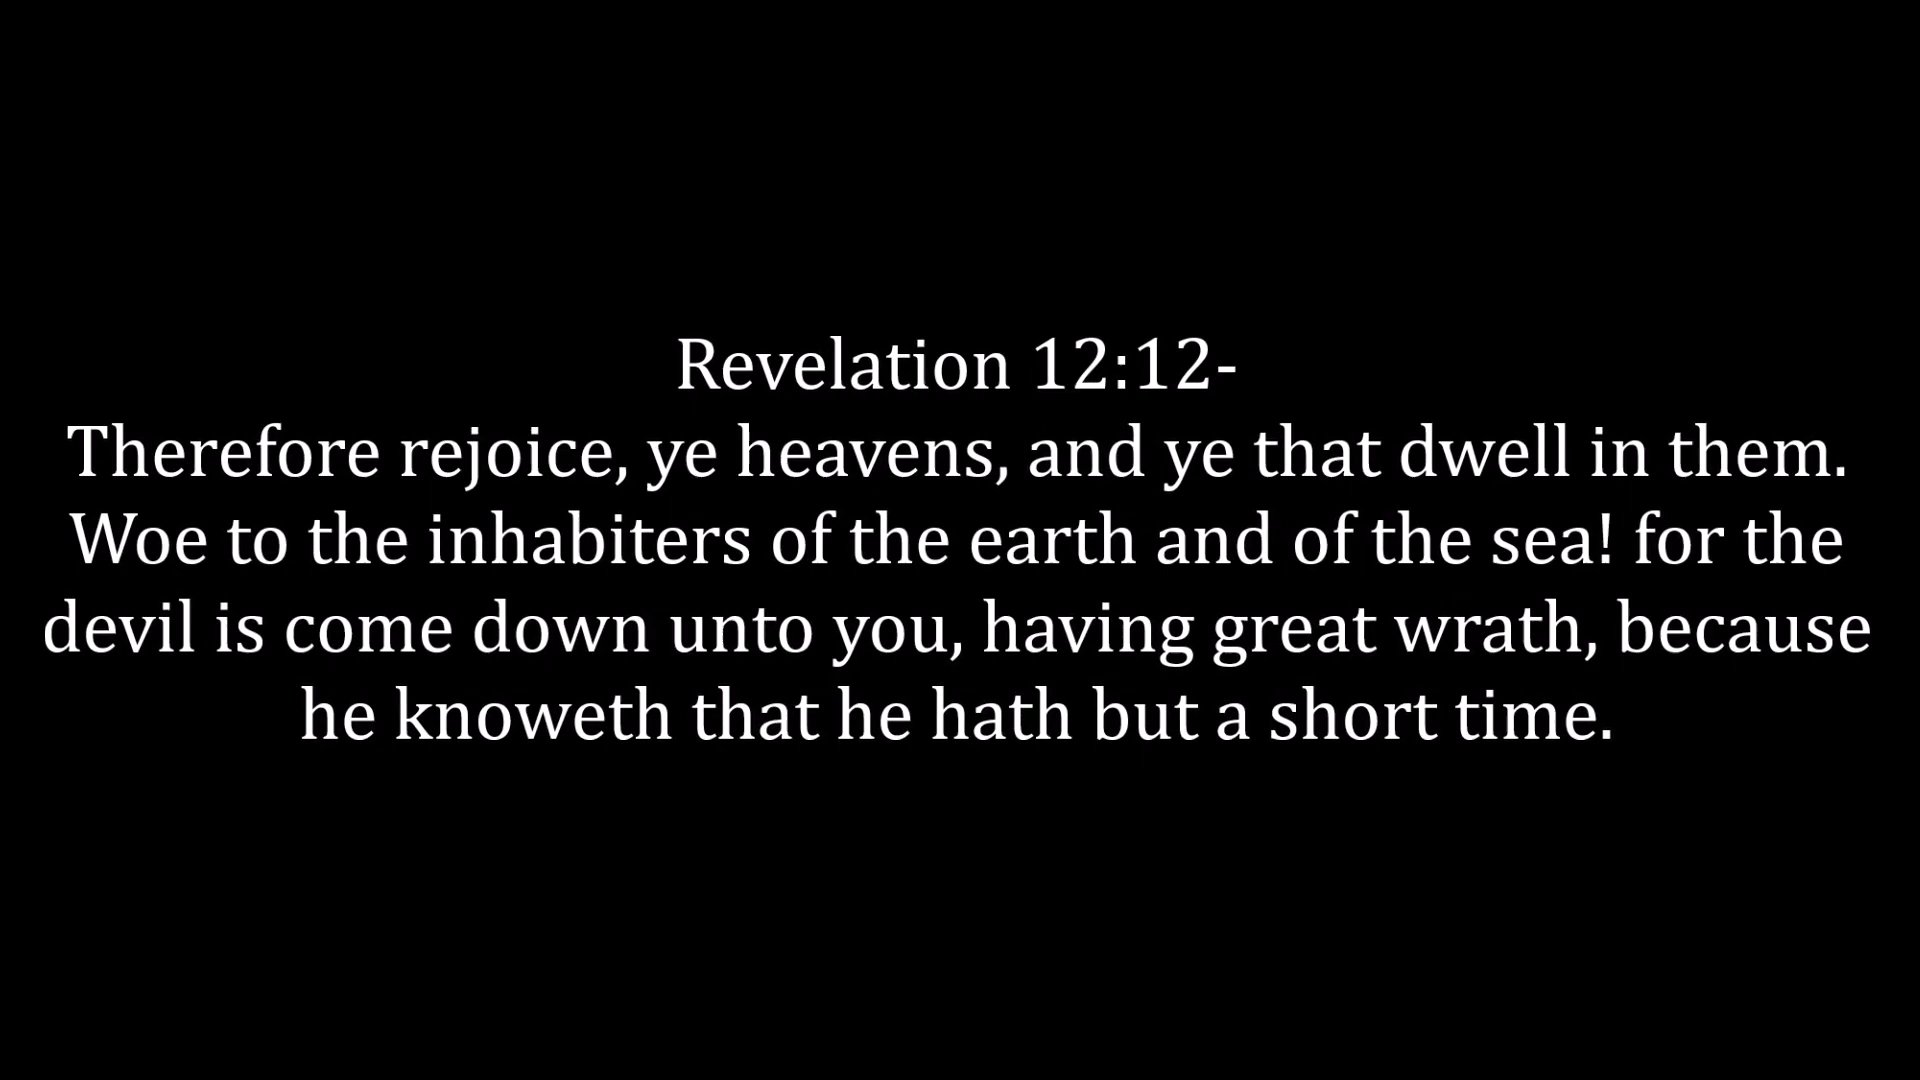 Revelation 12:12-
Therefore rejoice, ye heavens, and ye that dwell in them.
Woe to the inhabiters of the earth and of the sea! for the
devil is come down unto you, having great wrath, because
he knoweth that he hath but a short time.